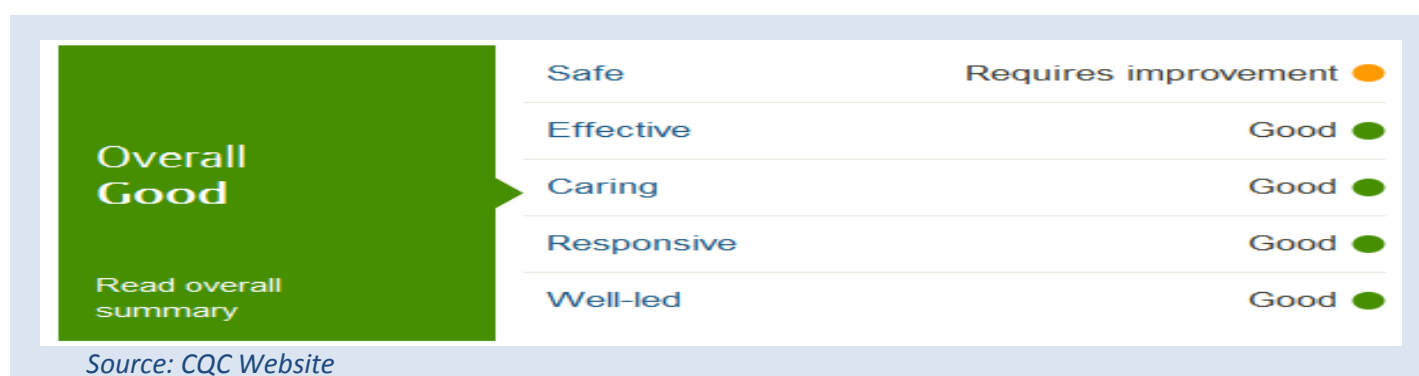 Overall
Good
Read overall
summary
Safe Requires improvement
Effective Good
Caring Good
Responsive Good
Well-led Good
Source: CQC Website